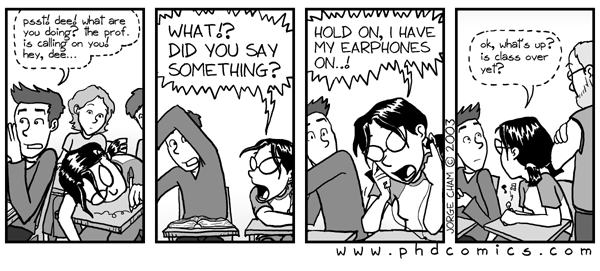 psst! dee! what are
you doing? the prof.
is calling on you!
hey, dee...
WHAT!?
DID YOU SAY
SOMETHING?
HOLD ON, I HAVE
MY EARPHONES
ON..!
ok, what's up?
is class over
yet?
JORGE CHAM © 2003
www.phdcomics.com